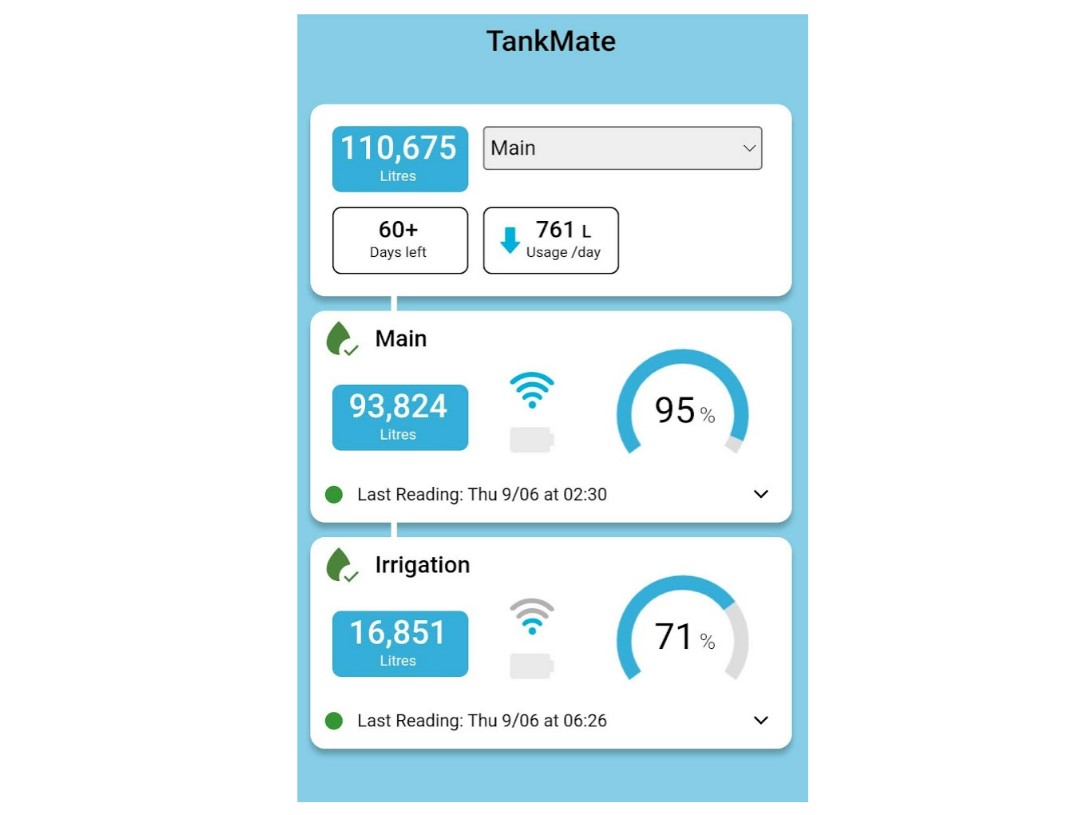 TankMate
110,675
Litres
Main
60+
Days left
761 L
Usage /day
Main
93,824
Litres
95 %
Last Reading: Thu 9/06 at 02:30
Irrigation
16,851
Litres
71 %
Last Reading: Thu 9/06 at 06:26